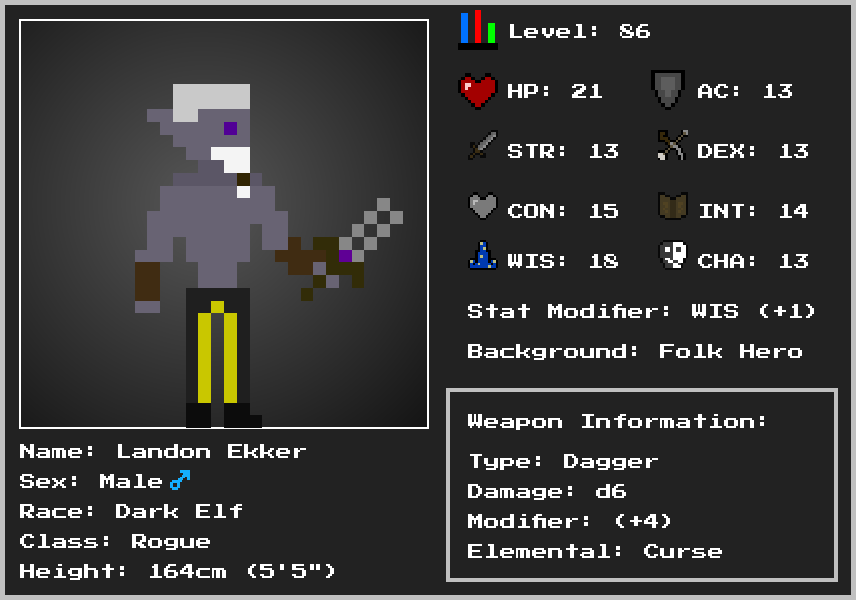 Level: 86
HP: 21
AC: 13
STR: 13
DEX: 13
CON: 15
INT: 14
WIS: 18
CHA: 13
Stat Modifier: WIS (+1)
Background: Folk Hero
Weapon Information:
Type: Dagger
Damage: d6
Modifier: (+4)
Elemental: Curse
Name: Landon Ekker
Sex: Male♂
Race: Dark Elf
Class: Rogue
Height: 164cm (5'5")